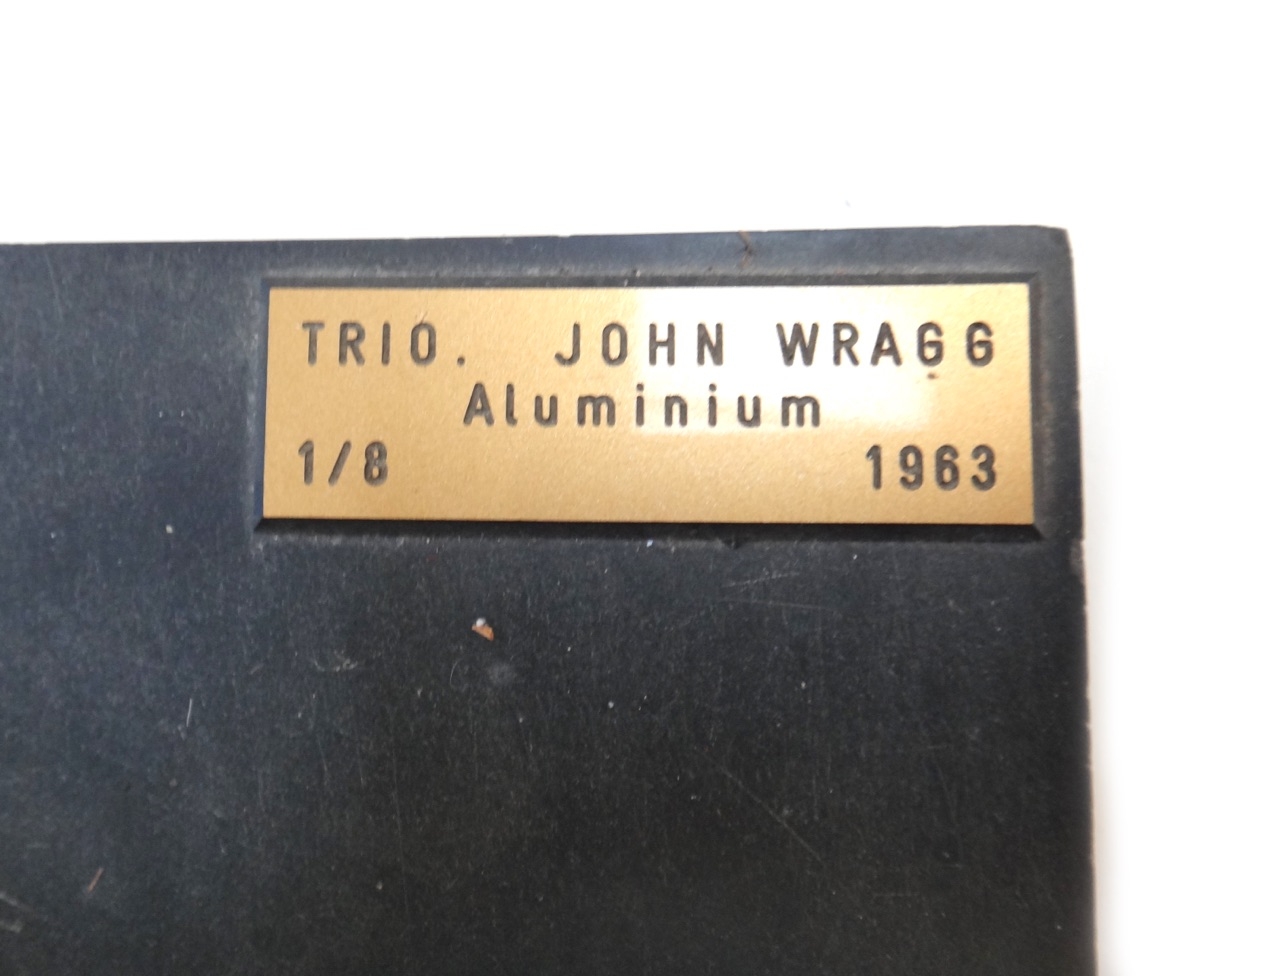 TRIO. JOHN WRAGG
Aluminium
1/8 1963